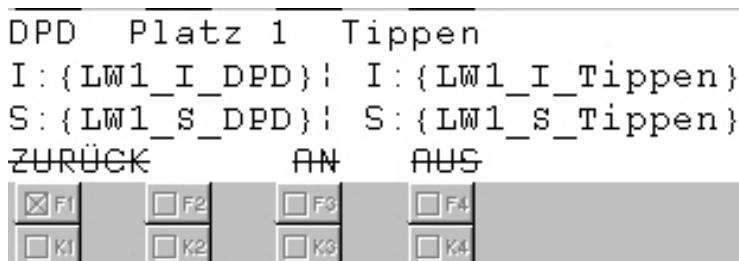 DPD Platz 1 Tippen
I:{LW1_I_DPD}¦ I:{LW1_I_Tippen}
S:{LW1_S_DPD}¦ S:{LW1_S_Tippen}
ZURÜCK AN AUS
F1 F2 F3 F4
K1 K2 K3 K4